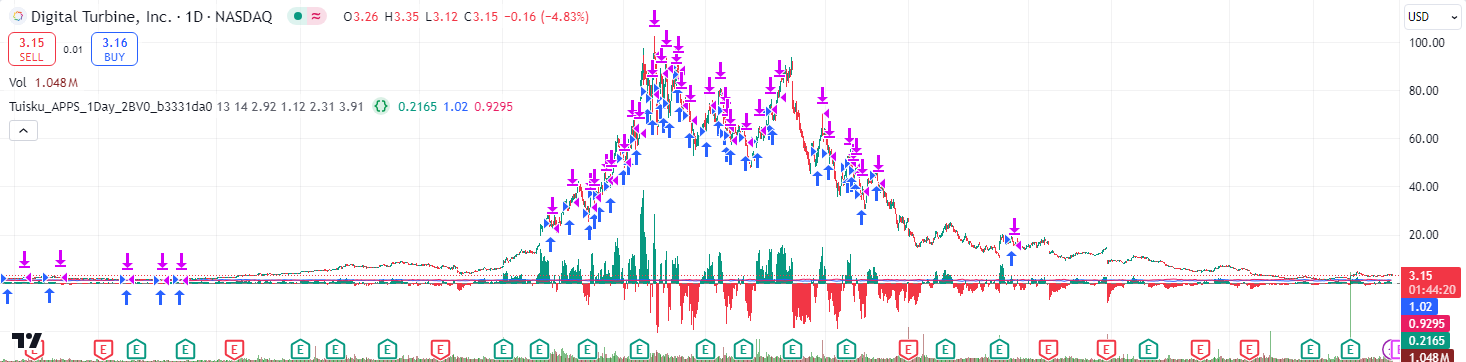 Digital Turbine, Inc. · 1D · NASDAQ O3.26 H3.35 L3.12 C3.15 −0.16 (−4.83%)
USD
3.15 SELL 0.01 3.16 BUY
Vol 1.048 M
Tuisku_APPS_1Day_2BV0_b3331da0 13 14 2.92 1.12 2.31 3.91 {} 0.2165 1.02 0.9295
100.00
80.00
60.00
40.00
20.00
3.15
01:44:20
1.02
0.9295
0.2165
1.048 M
E E E E E E E E E E E E E E E E E E E E E E E E E E E